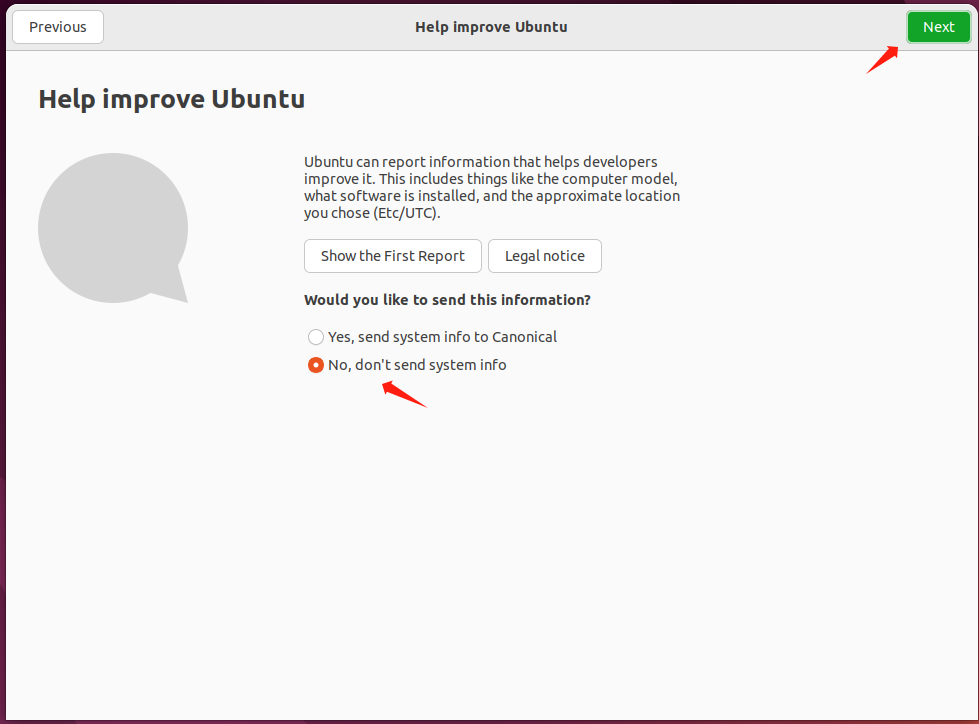 Previous
Help improve Ubuntu
Next
Help improve Ubuntu
Ubuntu can report information that helps developers
improve it. This includes things like the computer model,
what software is installed, and the approximate location
you chose (Etc/UTC).
Show the First Report
Legal notice
Would you like to send this information?
Yes, send system info to Canonical
No, don't send system info